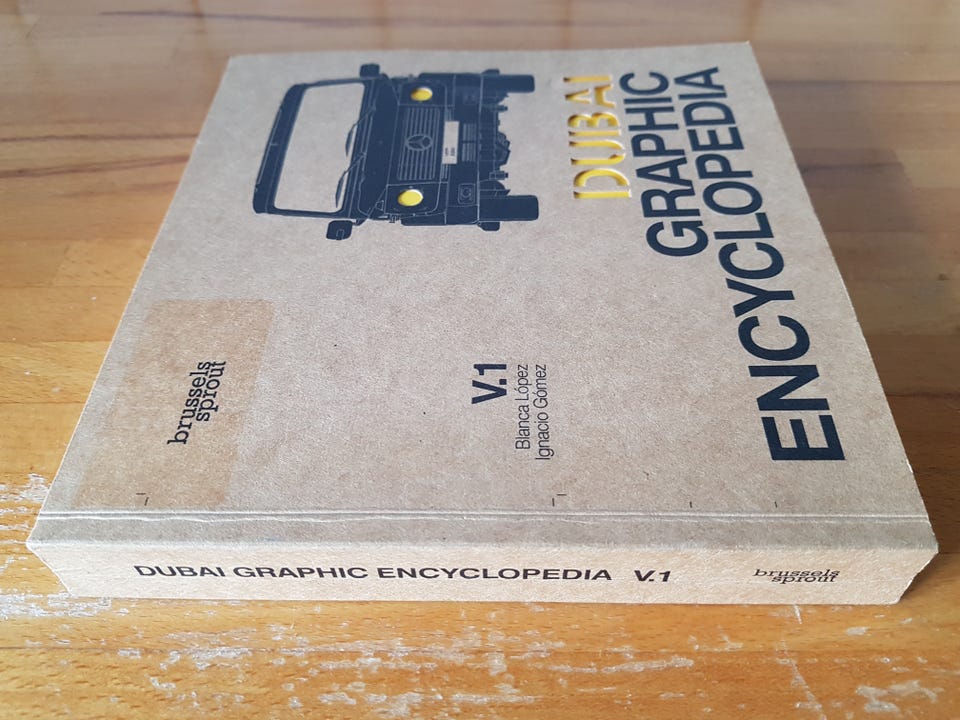 DUBAI
GRAPHIC
ENCYCLOPEDIA
V.1
Blanca López
Ignacio Gómez
brussels
sprout
DUBAI GRAPHIC ENCYCLOPEDIA V.1
brussels
sprout